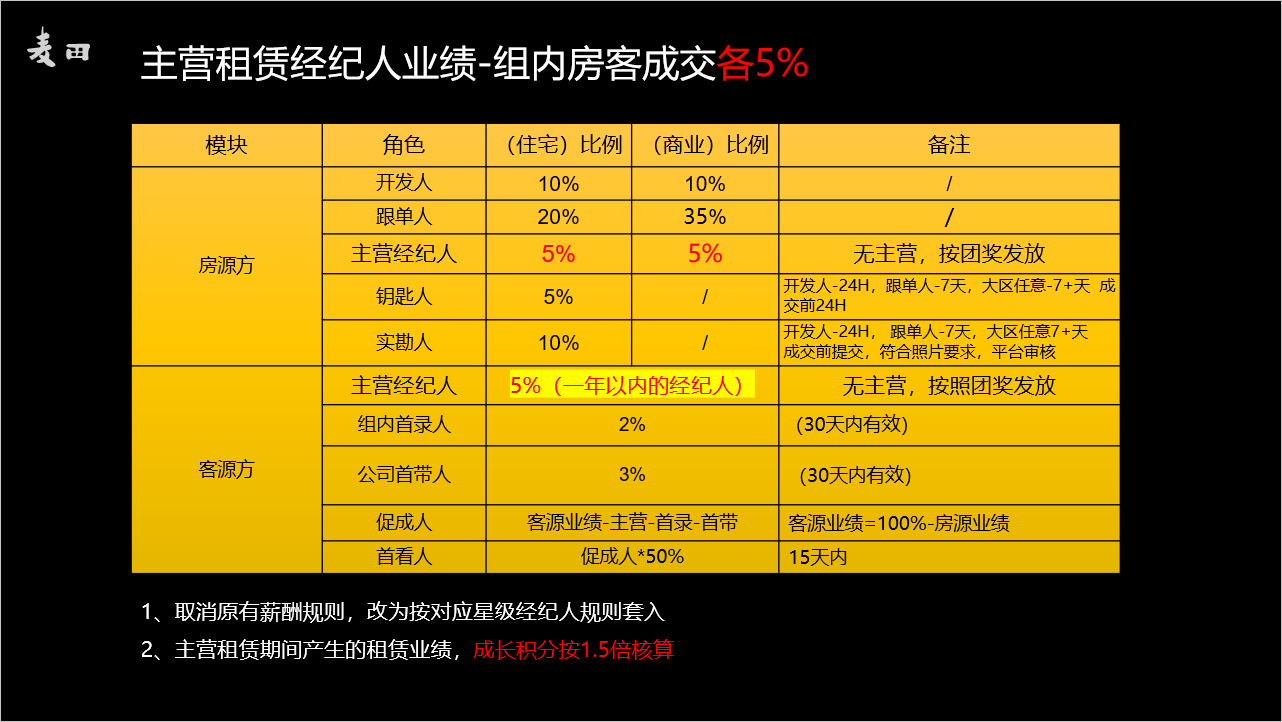 麦田
主营租赁经纪人业绩-组内房客成交各5%
模块 角色 （住宅）比例 （商业）比例 备注
房源方
开发人 10% 10% /
跟单人 20% 35% /
主营经纪人 5% 5% 无主营，按团奖发放
钥匙人 5% / 开发人-24H，跟单人-7天，大区任意-7+天 成
交前24H
实勘人 10% / 开发人-24H， 跟单人-7天，大区任意7+天
成交前提交，符合照片要求，平台审核
客源方
主营经纪人 5%（一年以内的经纪人） 无主营，按照团奖发放
组内首录人 2% （30天内有效）
公司首带人 3% （30天内有效）
促成人 客源业绩-主营-首录-首带 客源业绩=100%-房源业绩
首看人 促成人*50% 15天内
1、取消原有薪酬规则，改为按对应星级经纪人规则套入
2、主营租赁期间产生的租赁业绩，成长积分按1.5倍核算